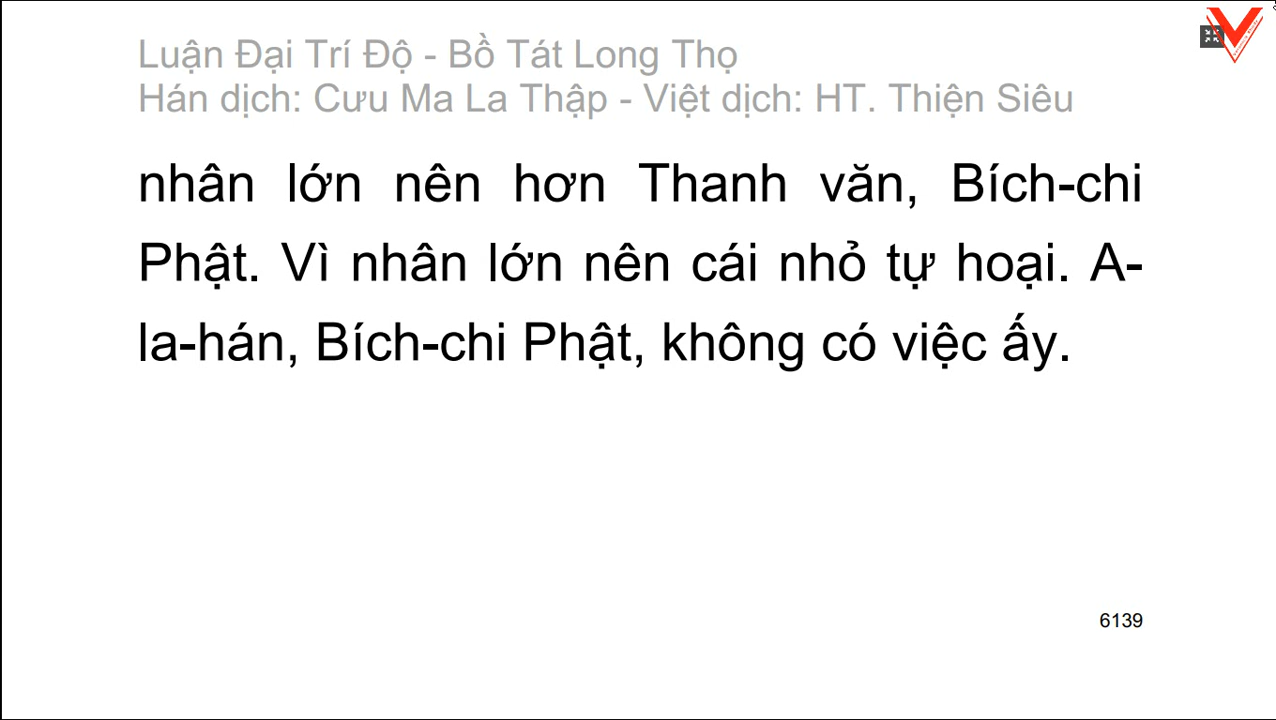 Luận Đại Trí Độ - Bồ Tát Long Thọ
Hán dịch: Cưu Ma La Thập - Việt dịch: HT. Thiện Siêu
nhân lớn nên hơn Thanh văn, Bích-chi
Phật. Vì nhân lớn nên cái nhỏ tự hoại. A-
la-hán, Bích-chi Phật, không có việc ấy.
6139